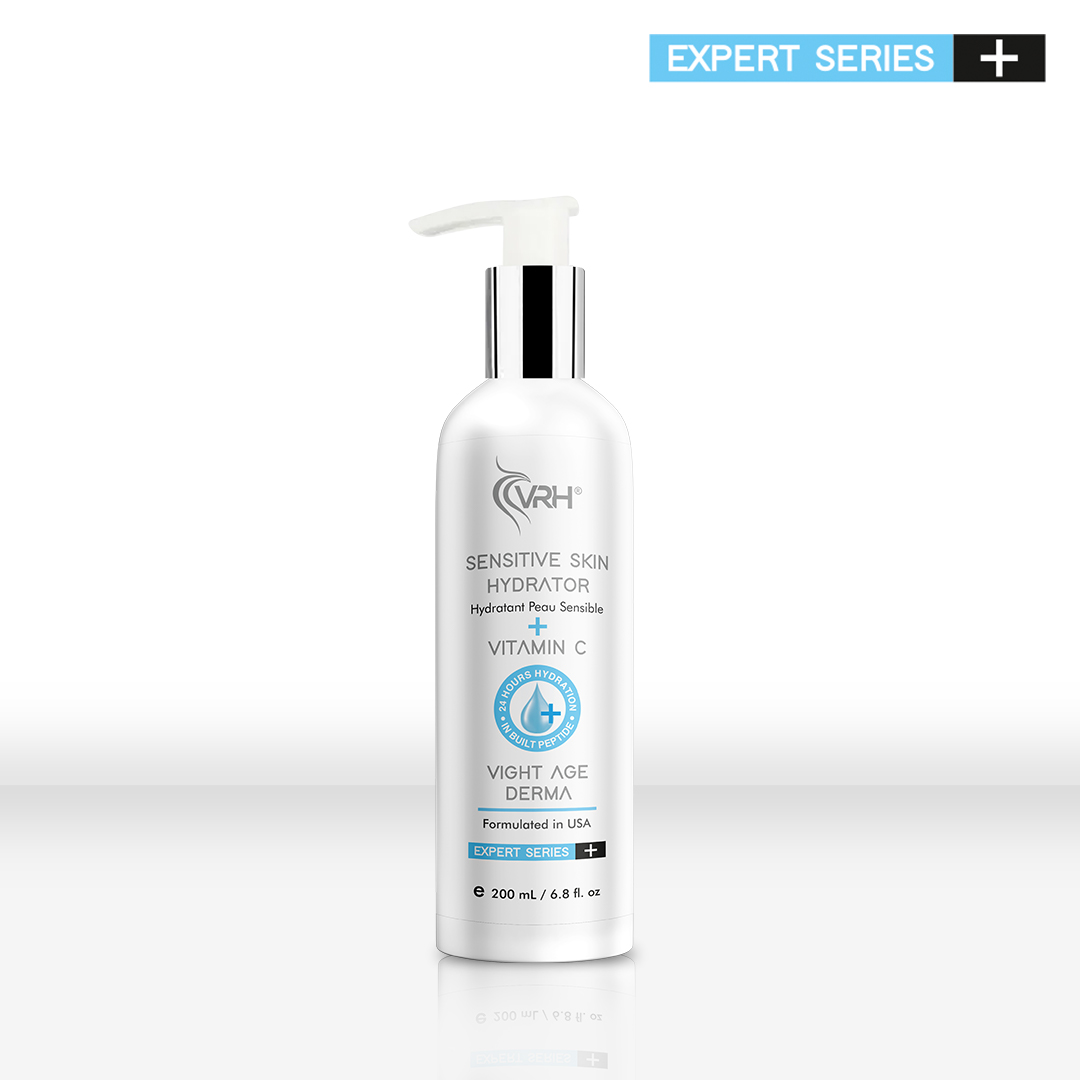 EXPERT SERIES +
VRH®
SENSITIVE SKIN
HYDRATOR
Hydratant Peau Sensible
+
VITAMIN C
24 HOURS HYDRATION
• IN BUILT PEPTIDE •
+
VIGHT AGE
DERMA
Formulated in USA
EXPERT SERIES +
e 200 mL / 6.8 fl. oz